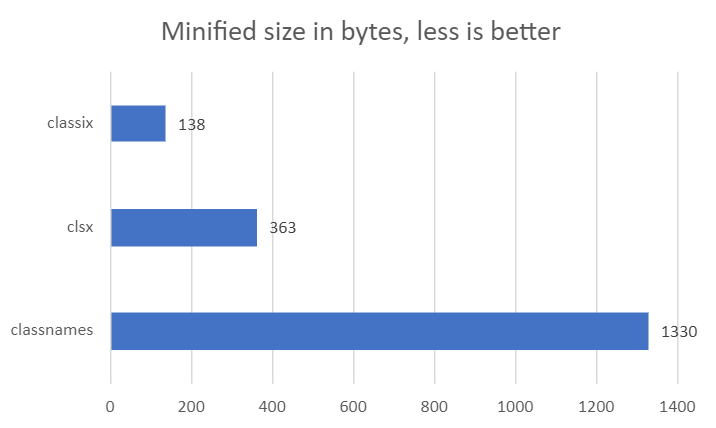 Minified size in bytes, less is better
classix 138
clsx 363
classnames 1330
0 200 400 600 800 1000 1200 1400